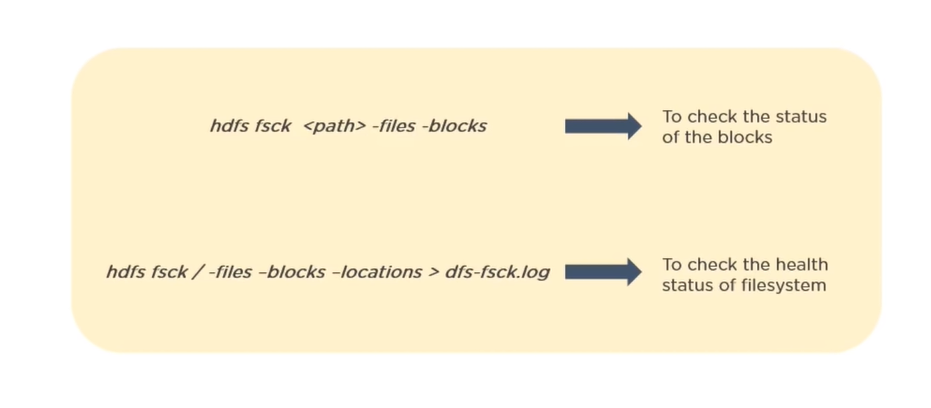 hdfs fsck <path> -files -blocks
To check the status
of the blocks
hdfs fsck / -files –blocks –locations > dfs-fsck.log
To check the health
status of filesystem